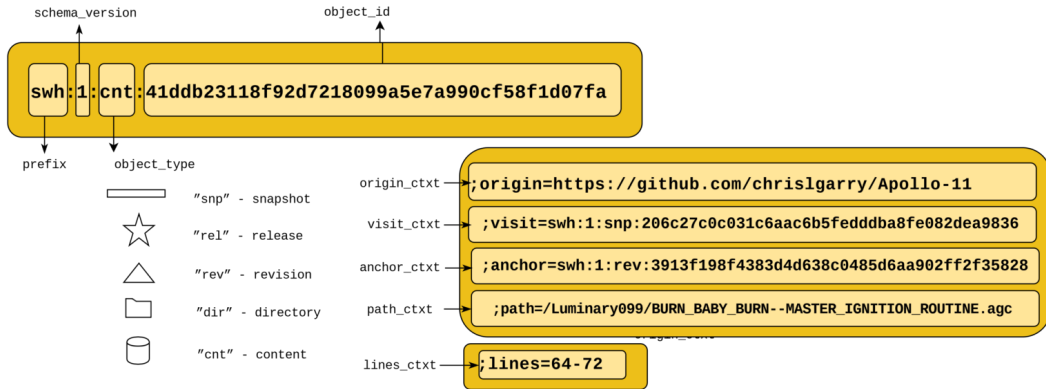 schema_version
object_id
swh:1:cnt:41ddb23118f92d7218099a5e7a990cf58f1d07fa
prefix
object_type
”snp” - snapshot
”rel” - release
”rev” - revision
”dir” - directory
”cnt” - content
origin_ctxt
;origin=https://github.com/chrislgarry/Apollo-11
visit_ctxt
;visit=swh:1:snp:206c27c0c031c6aac6b5fedddba8fe082dea9836
anchor_ctxt
;anchor=swh:1:rev:3913f198f4383d4d638c0485d6aa902ff2f35828
path_ctxt
;path=/Luminary099/BURN_BABY_BURN--MASTER_IGNITION_ROUTINE.agc
lines_ctxt
;lines=64-72